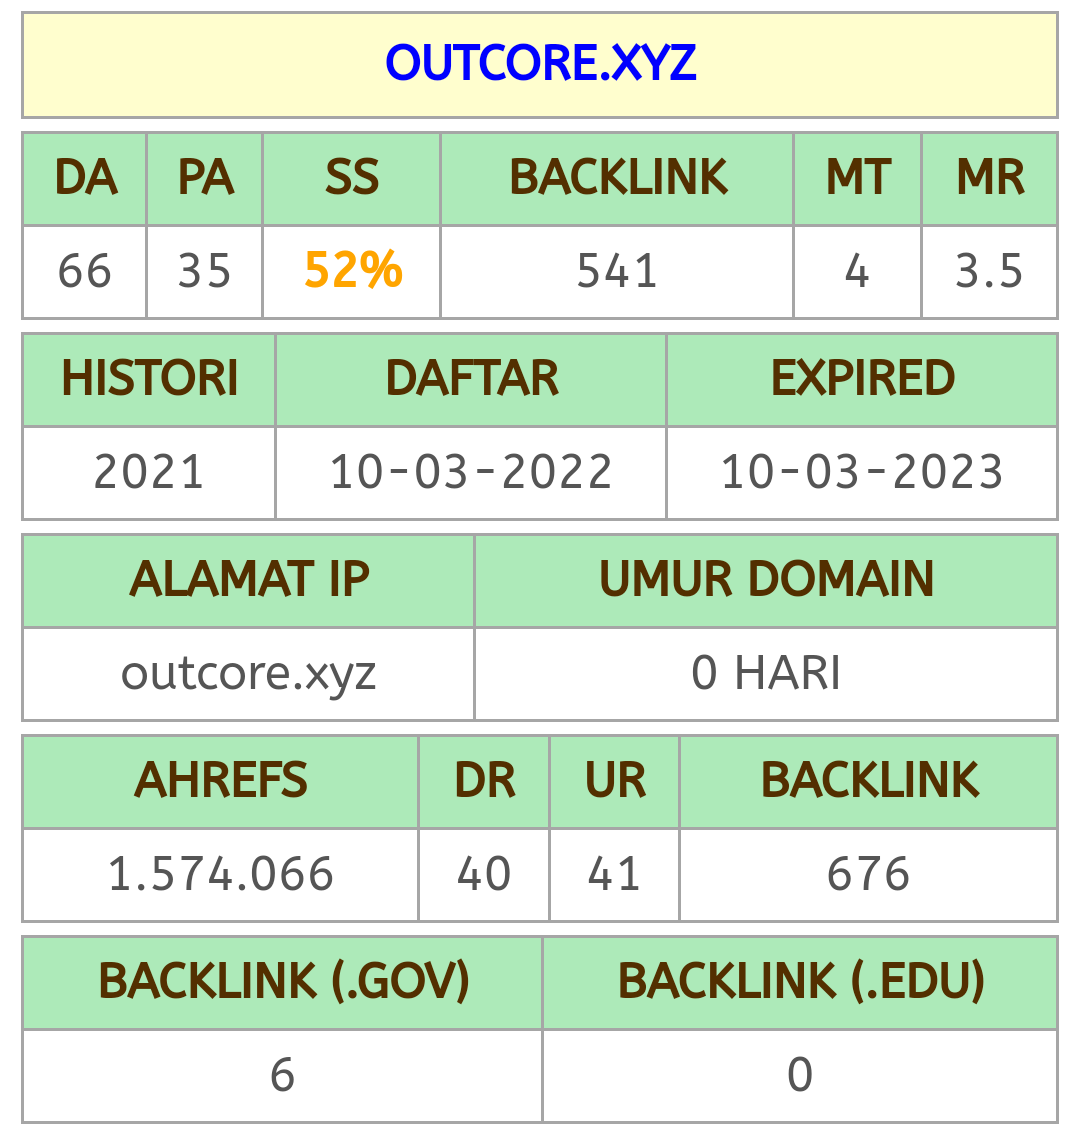 OUTCORE.XYZ
DA PA SS BACKLINK MT MR
66 35 52% 541 4 3.5
HISTORI DAFTAR EXPIRED
2021 10-03-2022 10-03-2023
ALAMAT IP UMUR DOMAIN
outcore.xyz 0 HARI
AHREFS DR UR BACKLINK
1.574.066 40 41 676
BACKLINK (.GOV) BACKLINK (.EDU)
6 0